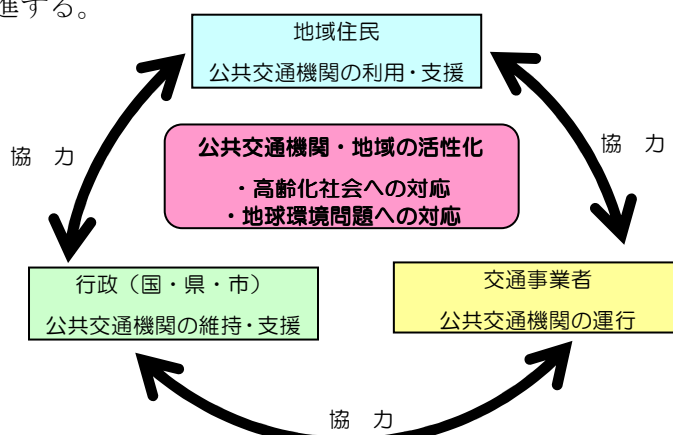 進する。
地域住民
公共交通機関の利用・支援
協　力
協　力
公共交通機関・地域の活性化
・高齢化社会への対応
・地球環境問題への対応
行政（国・県・市）
公共交通機関の維持・支援
交通事業者
公共交通機関の運行
協　力